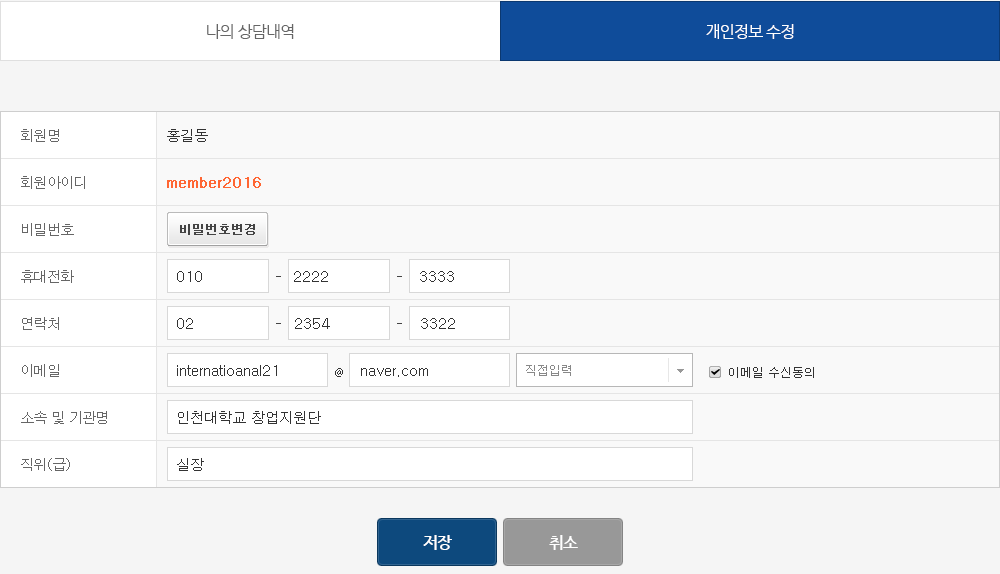 나의 상담내역 개인정보 수정
회원명 홍길동
회원아이디 member2016
비밀번호 비밀번호변경
휴대전화 010 - 2222 - 3333
연락처 02 - 2354 - 3322
이메일 internatioanal21 @ naver.com 직접입력 이메일 수신동의
소속 및 기관명 인천대학교 창업지원단
직위(급) 실장
저장 취소